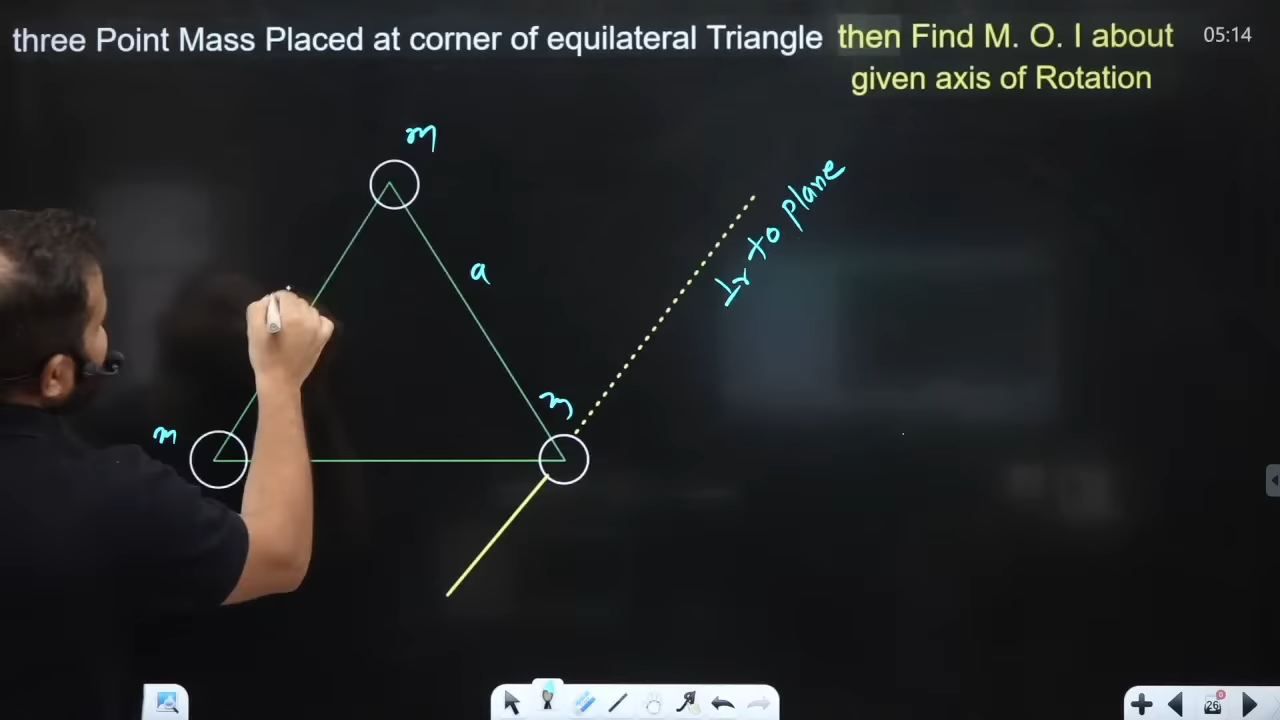 three Point Mass Placed at corner of equilateral Triangle then Find M. O. I about
given axis of Rotation
05:14
m
a
⊥r to plane
m
m
26